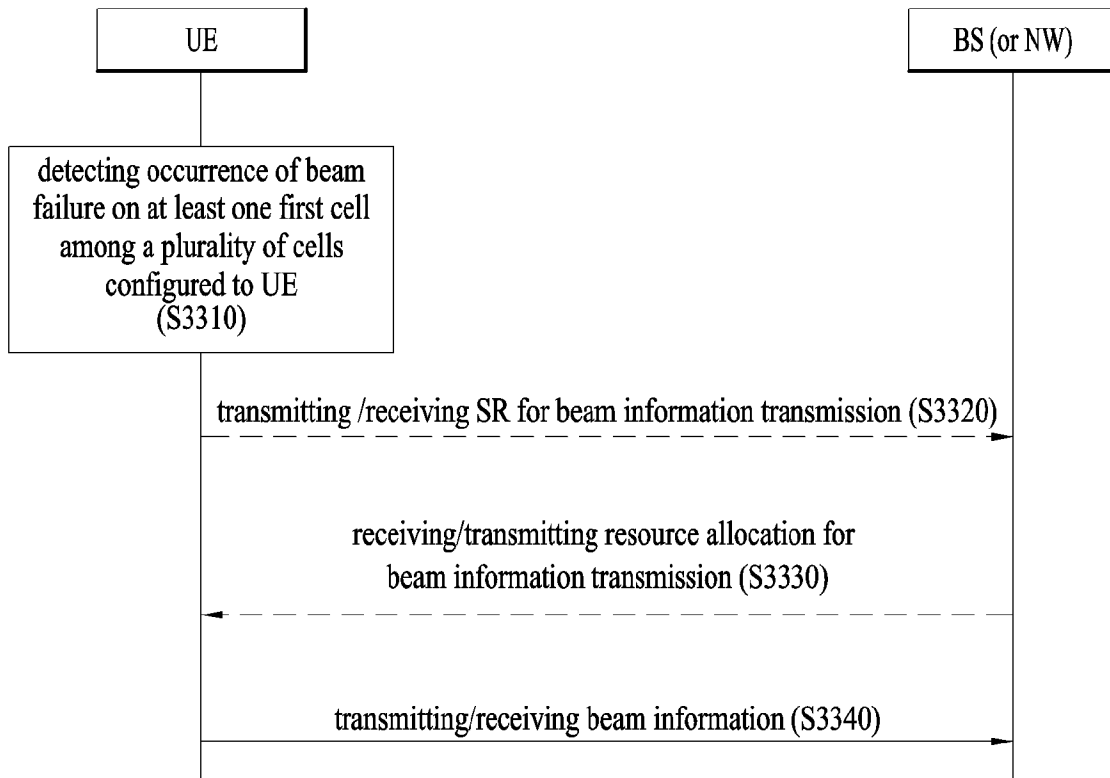 UE
BS (or NW)
detecting occurrence of beam
failure on at least one first cell
among a plurality of cells
configured to UE
(S3310)
transmitting /receiving SR for beam information transmission (S3320)
receiving/transmitting resource allocation for
beam information transmission (S3330)
transmitting/receiving beam information (S3340)